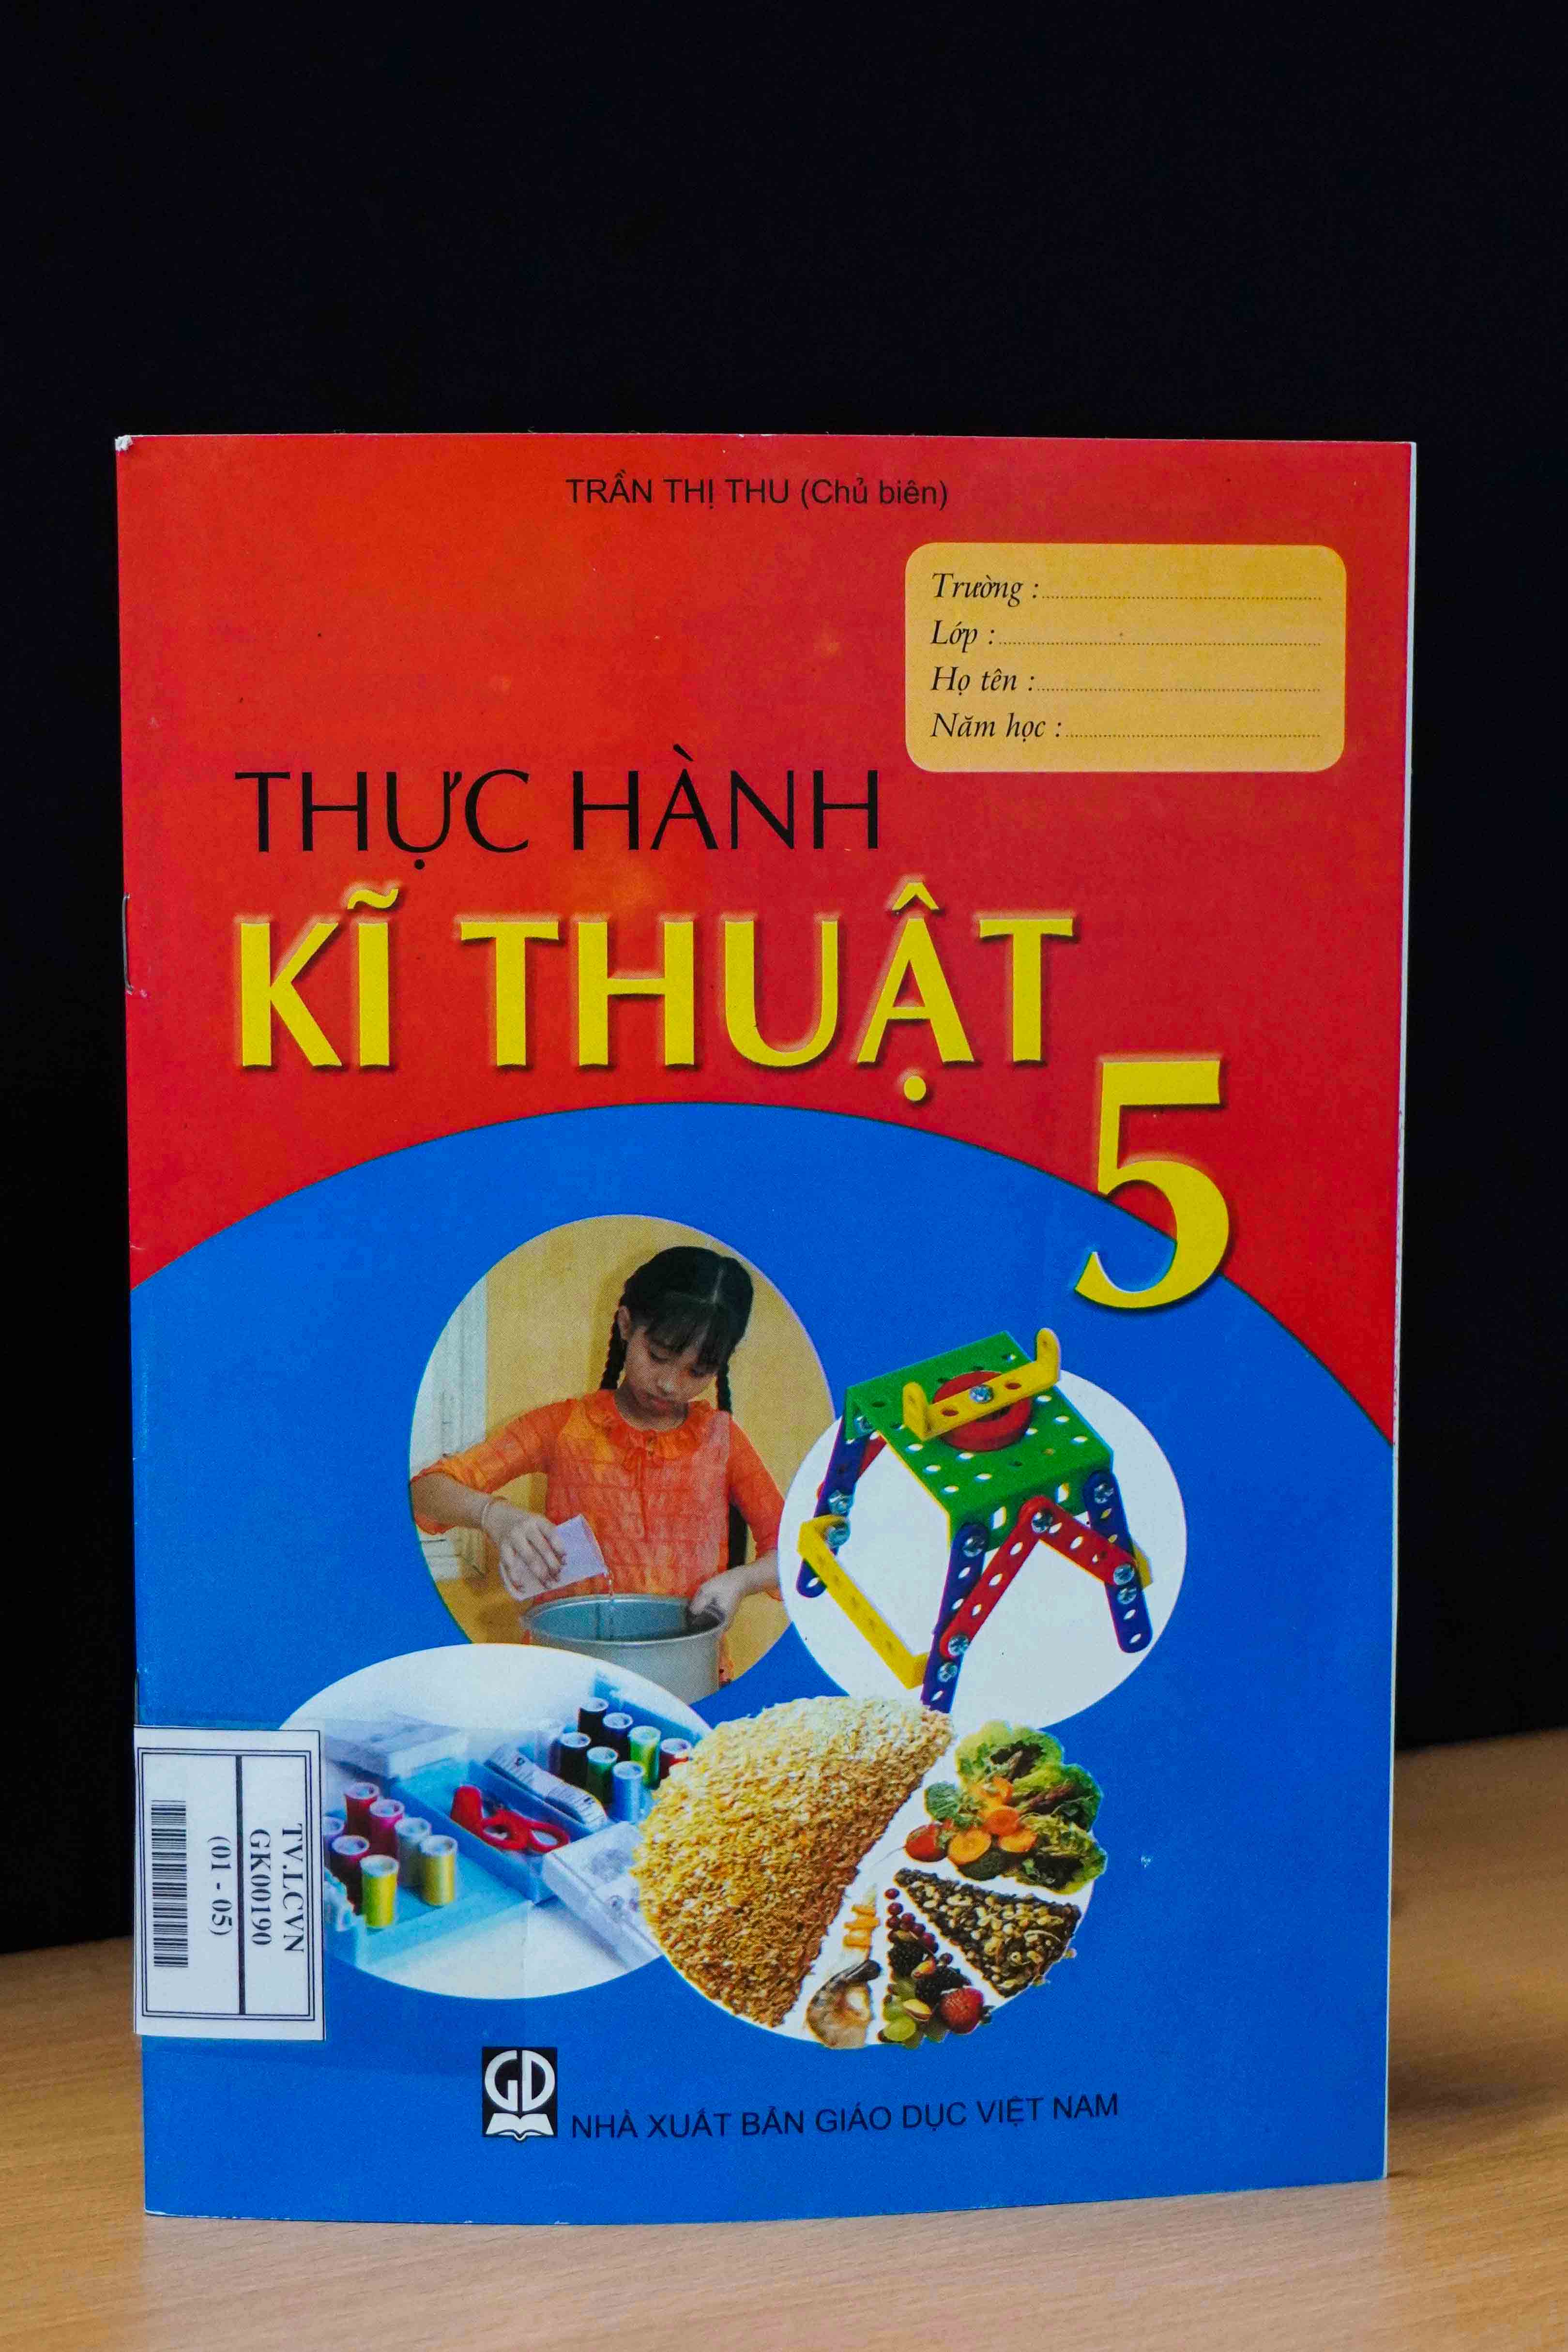 TRẦN THỊ THU (Chủ biên)
Trường :
Lớp :
Họ tên :
Năm học :
THỰC HÀNH
KĨ THUẬT
5
TV.LCVN
GK00190
(01 - 05)
GD
NHÀ XUẤT BẢN GIÁO DỤC VIỆT NAM